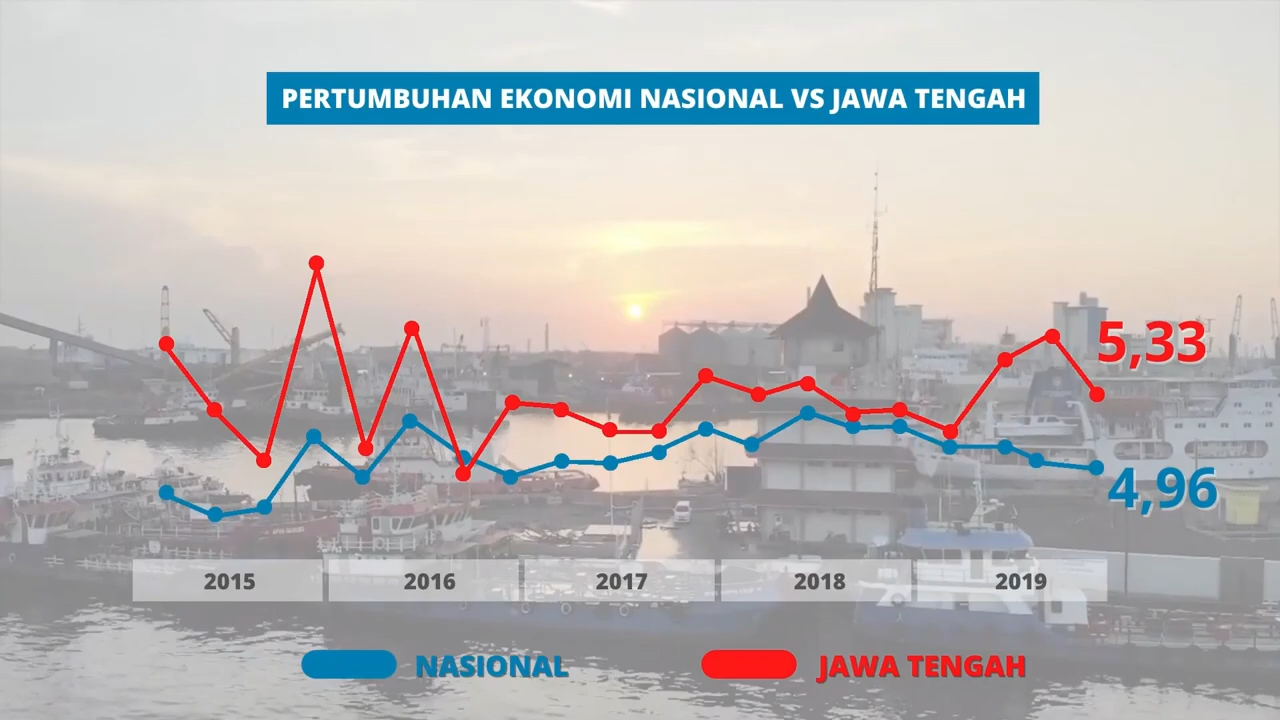 PERTUMBUHAN EKONOMI NASIONAL VS JAWA TENGAH
5,33
4,96
2015 2016 2017 2018 2019
NASIONAL JAWA TENGAH